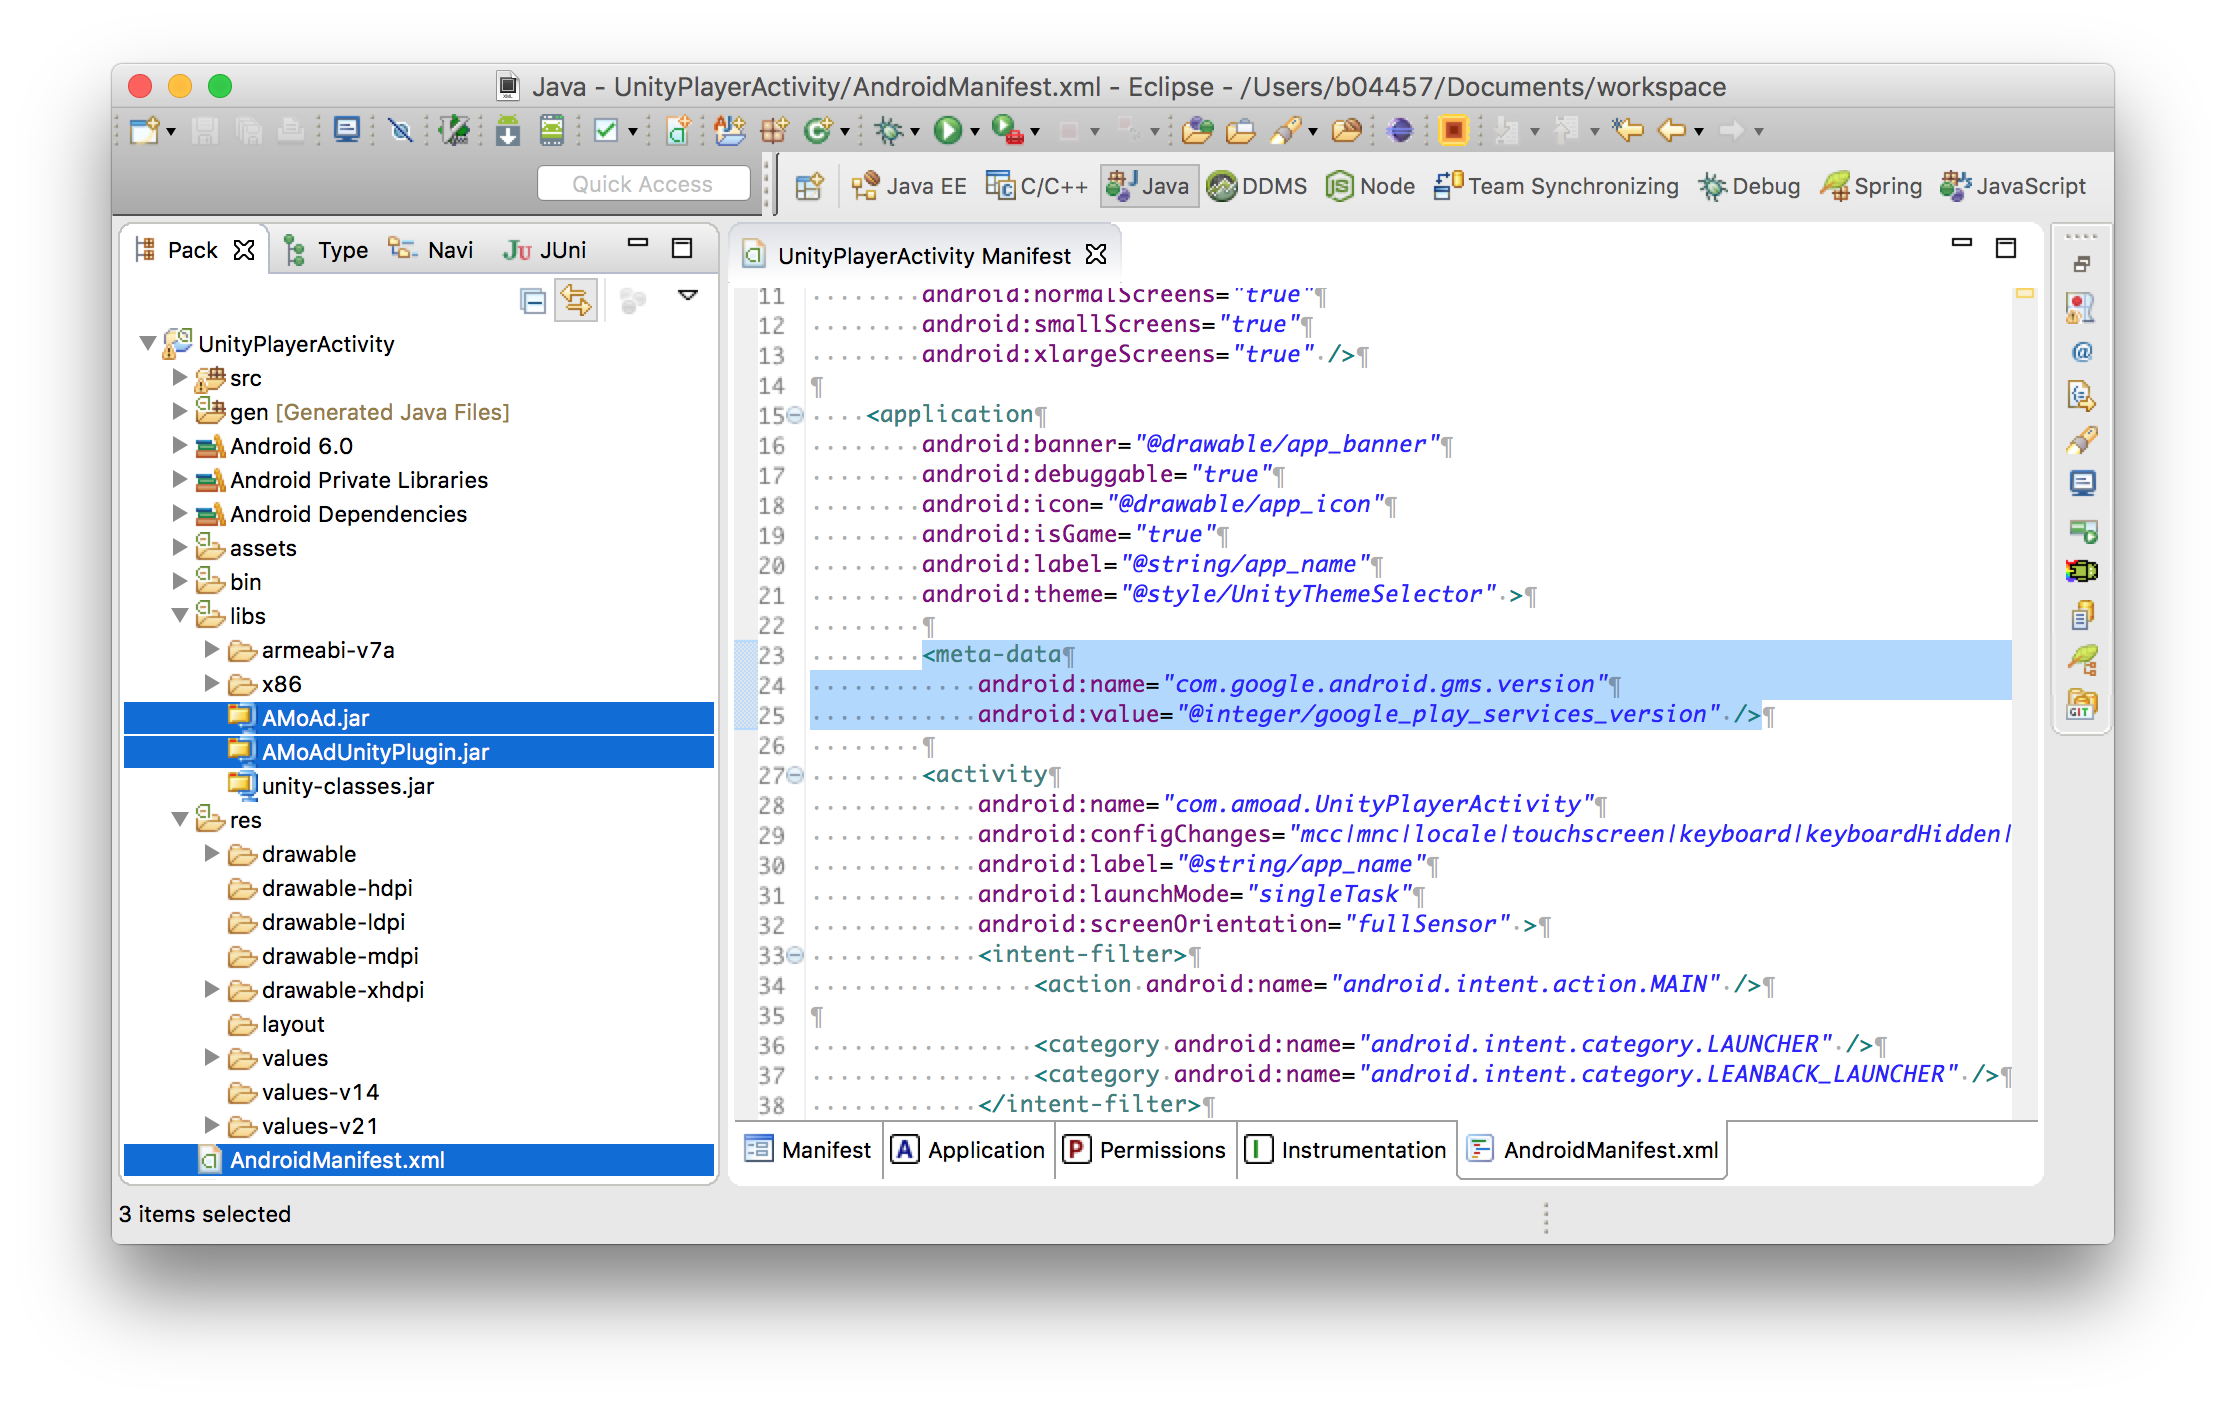 Java - UnityPlayerActivity/AndroidManifest.xml - Eclipse - /Users/b04457/Documents/workspace
Quick Access
Java EE
C/C++
Java
DDMS
Node
Team Synchronizing
Debug
Spring
JavaScript
Pack
Type
Navi
JUni
UnityPlayerActivity
src
gen [Generated Java Files]
Android 6.0
Android Private Libraries
Android Dependencies
assets
bin
libs
armeabi-v7a
x86
AMoAd.jar
AMoAdUnityPlugin.jar
unity-classes.jar
res
drawable
drawable-hdpi
drawable-ldpi
drawable-mdpi
drawable-xhdpi
layout
values
values-v14
values-v21
AndroidManifest.xml
UnityPlayerActivity Manifest
11 android:normalScreens="true"¶
12 android:smallScreens="true"¶
13 android:xlargeScreens="true" />¶
14 ¶
15 <application¶
16 android:banner="@drawable/app_banner"¶
17 android:debuggable="true"¶
18 android:icon="@drawable/app_icon"¶
19 android:isGame="true"¶
20 android:label="@string/app_name"¶
21 android:theme="@style/UnityThemeSelector" >¶
22 ¶
23 <meta-data¶
24 android:name="com.google.android.gms.version"¶
25 android:value="@integer/google_play_services_version" />¶
26 ¶
27 <activity¶
28 android:name="com.amoad.UnityPlayerActivity"¶
29 android:configChanges="mcc|mnc|locale|touchscreen|keyboard|keyboardHidden|
30 android:label="@string/app_name"¶
31 android:launchMode="singleTask"¶
32 android:screenOrientation="fullSensor" >¶
33 <intent-filter>¶
34 <action android:name="android.intent.action.MAIN" />¶
35 ¶
36 <category android:name="android.intent.category.LAUNCHER" />¶
37 <category android:name="android.intent.category.LEANBACK_LAUNCHER" />¶
38 </intent-filter>¶
Manifest
A Application
P Permissions
I Instrumentation
AndroidManifest.xml
GIT
3 items selected